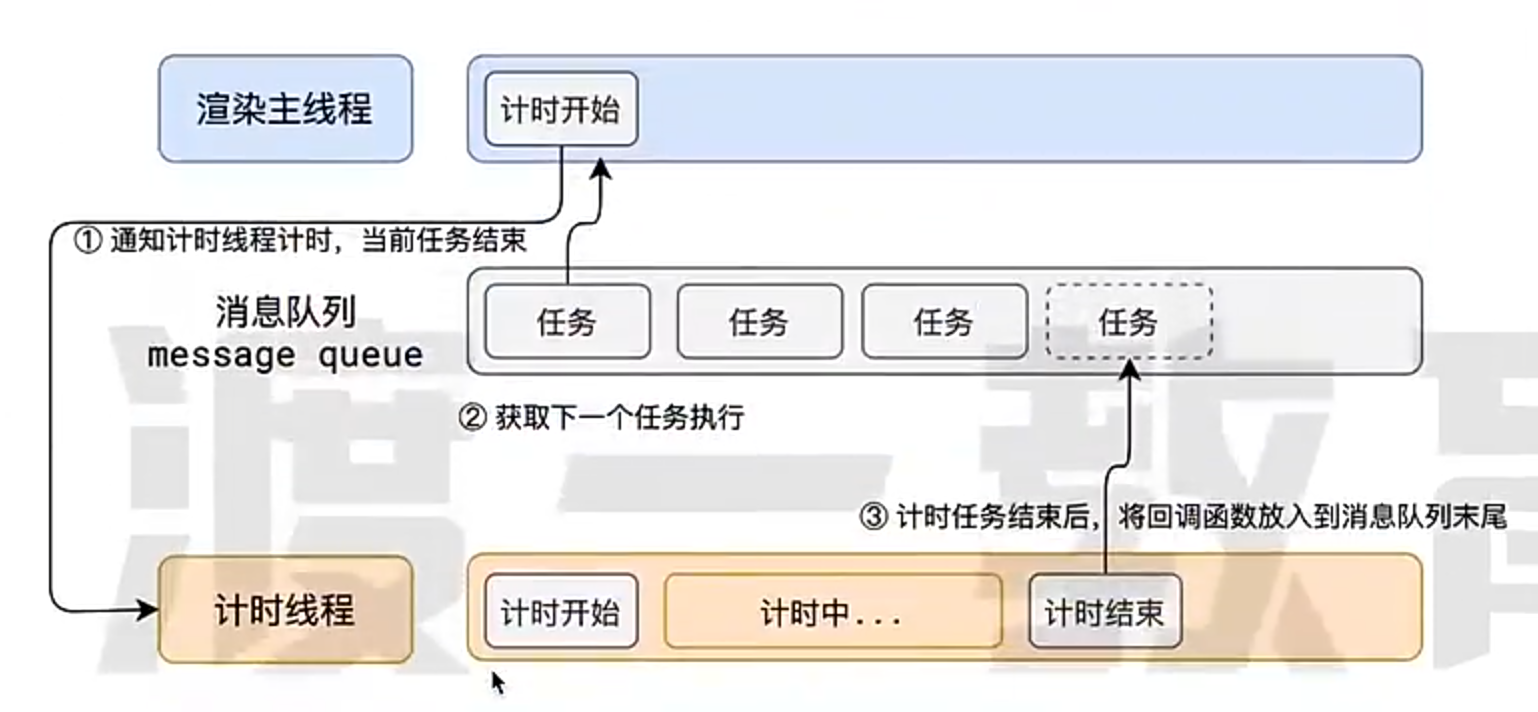 渲染主线程
计时开始
① 通知计时线程计时，当前任务结束
消息队列
message queue
任务
任务
任务
任务
② 获取下一个任务执行
③ 计时任务结束后，将回调函数放入到消息队列末尾
计时线程
计时开始
计时中...
计时结束
渡一教育